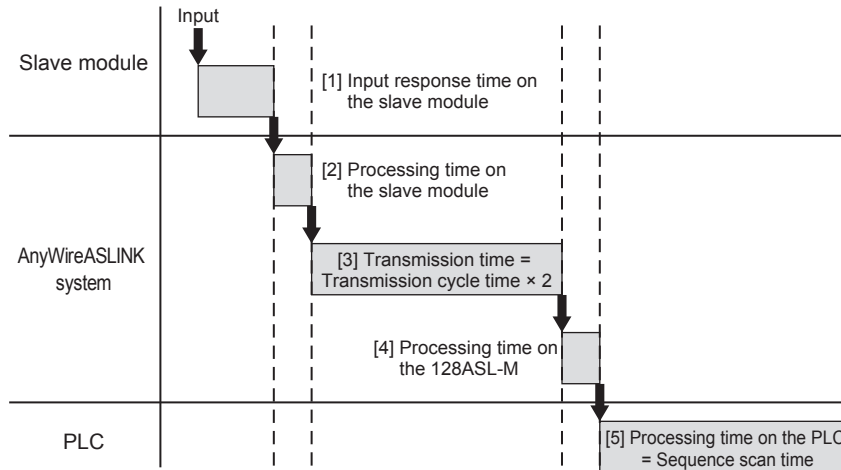 Input
Slave module
[1] Input response time on
the slave module
[2] Processing time on
the slave module
AnyWireASLINK
system
[3] Transmission time =
Transmission cycle time × 2
[4] Processing time on
the 128ASL-M
PLC
[5] Processing time on the PLC
= Sequence scan time